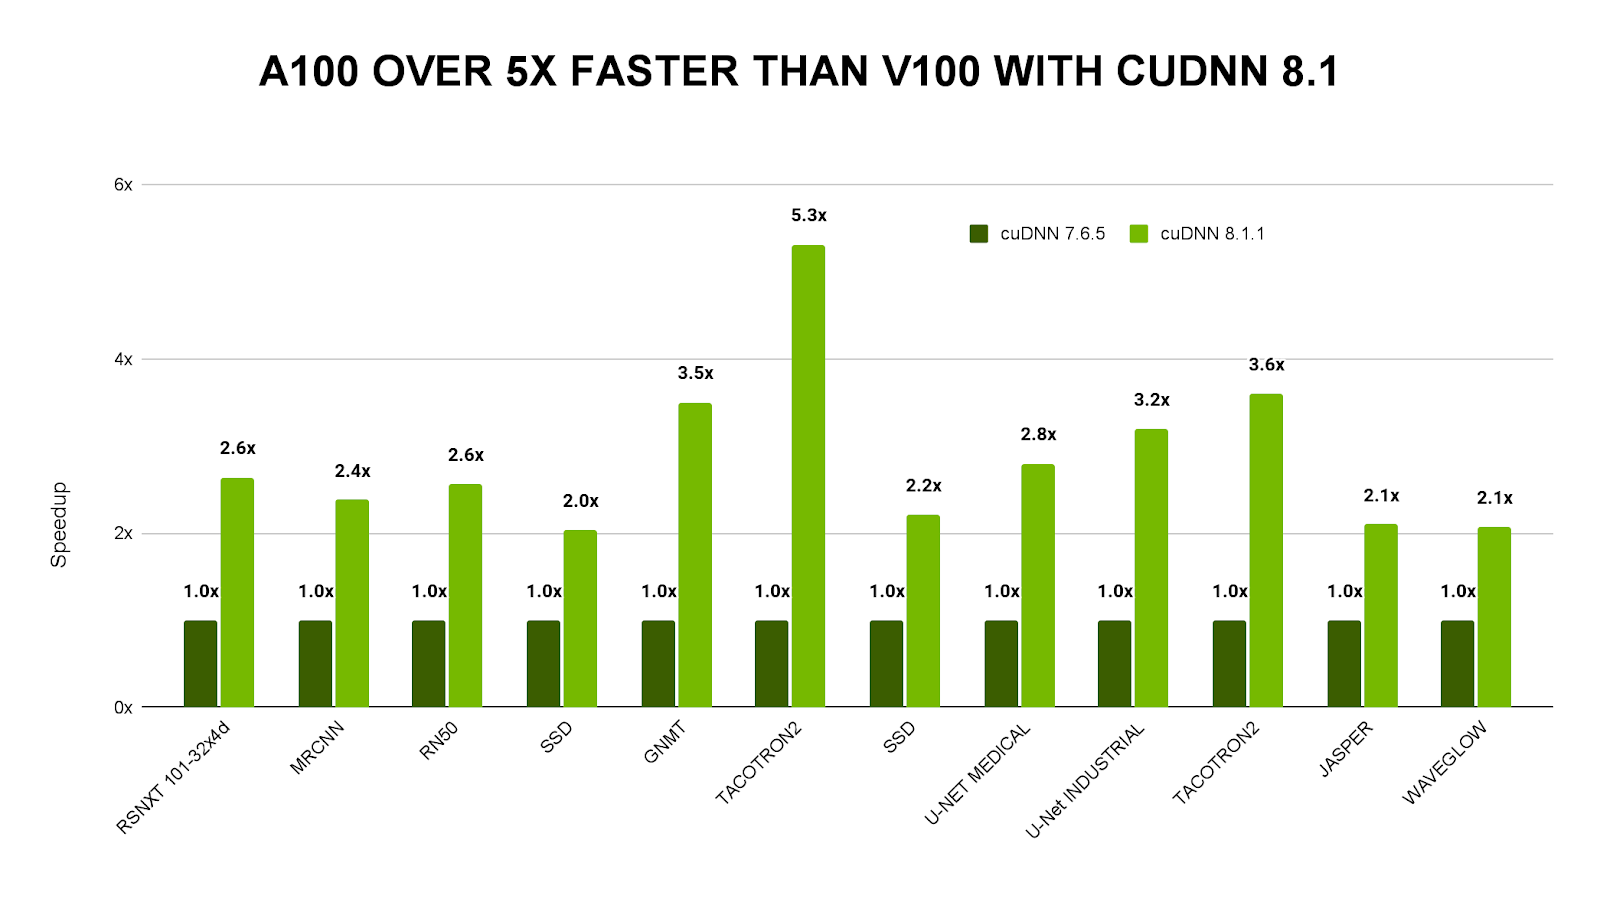 A100 OVER 5X FASTER THAN V100 WITH CUDNN 8.1
cuDNN 7.6.5 cuDNN 8.1.1
Speedup
6x
4x
2x
0x
1.0x 2.6x
1.0x 2.4x
1.0x 2.6x
1.0x 2.0x
1.0x 3.5x
1.0x 5.3x
1.0x 2.2x
1.0x 2.8x
1.0x 3.2x
1.0x 3.6x
1.0x 2.1x
1.0x 2.1x
RSNXT 101-32x4d
MRCNN
RN50
SSD
GNMT
TACOTRON2
SSD
U-NET MEDICAL
U-Net INDUSTRIAL
TACOTRON2
JASPER
WAVEGLOW